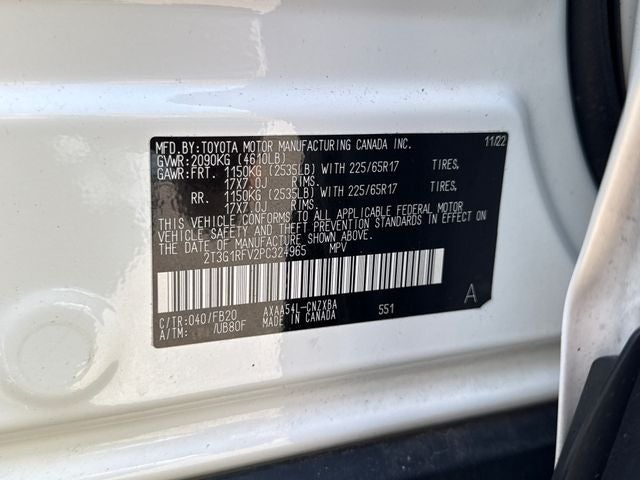 MFD.BY:TOYOTA MOTOR MANUFACTURING CANADA INC. 11/22
GVWR:2090KG (4610LB)
GAWR:FRT. 1150KG (2535LB) WITH 225/65R17 TIRES,
17X7.0J RIMS.
RR. 1150KG (2535LB) WITH 225/65R17 TIRES,
17X7.0J RIMS.
THIS VEHICLE CONFORMS TO ALL APPLICABLE FEDERAL MOTOR
VEHICLE SAFETY AND THEFT PREVENTION STANDARDS IN EFFECT ON
THE DATE OF MANUFACTURE SHOWN ABOVE.
2T3G1RFV2PC324965 MPV
C/TR:040/FB20 AXAA54L-CNZXBA 551 A
A/TM: /UB80F MADE IN CANADA